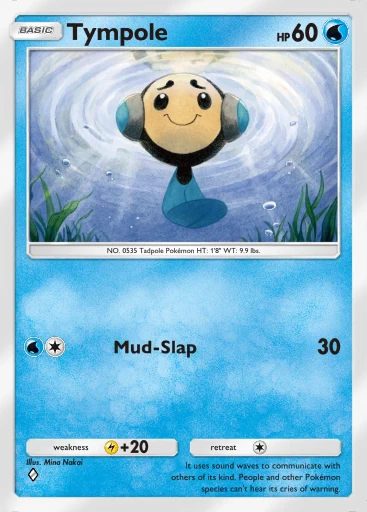 BASIC Tympole HP 60
NO. 0535 Tadpole Pokémon HT: 1'8" WT: 9.9 lbs.
Mud-Slap 30
weakness +20 retreat
Illus. Mina Nakai
It uses sound waves to communicate with
others of its kind. People and other Pokémon
species can't hear its cries of warning.